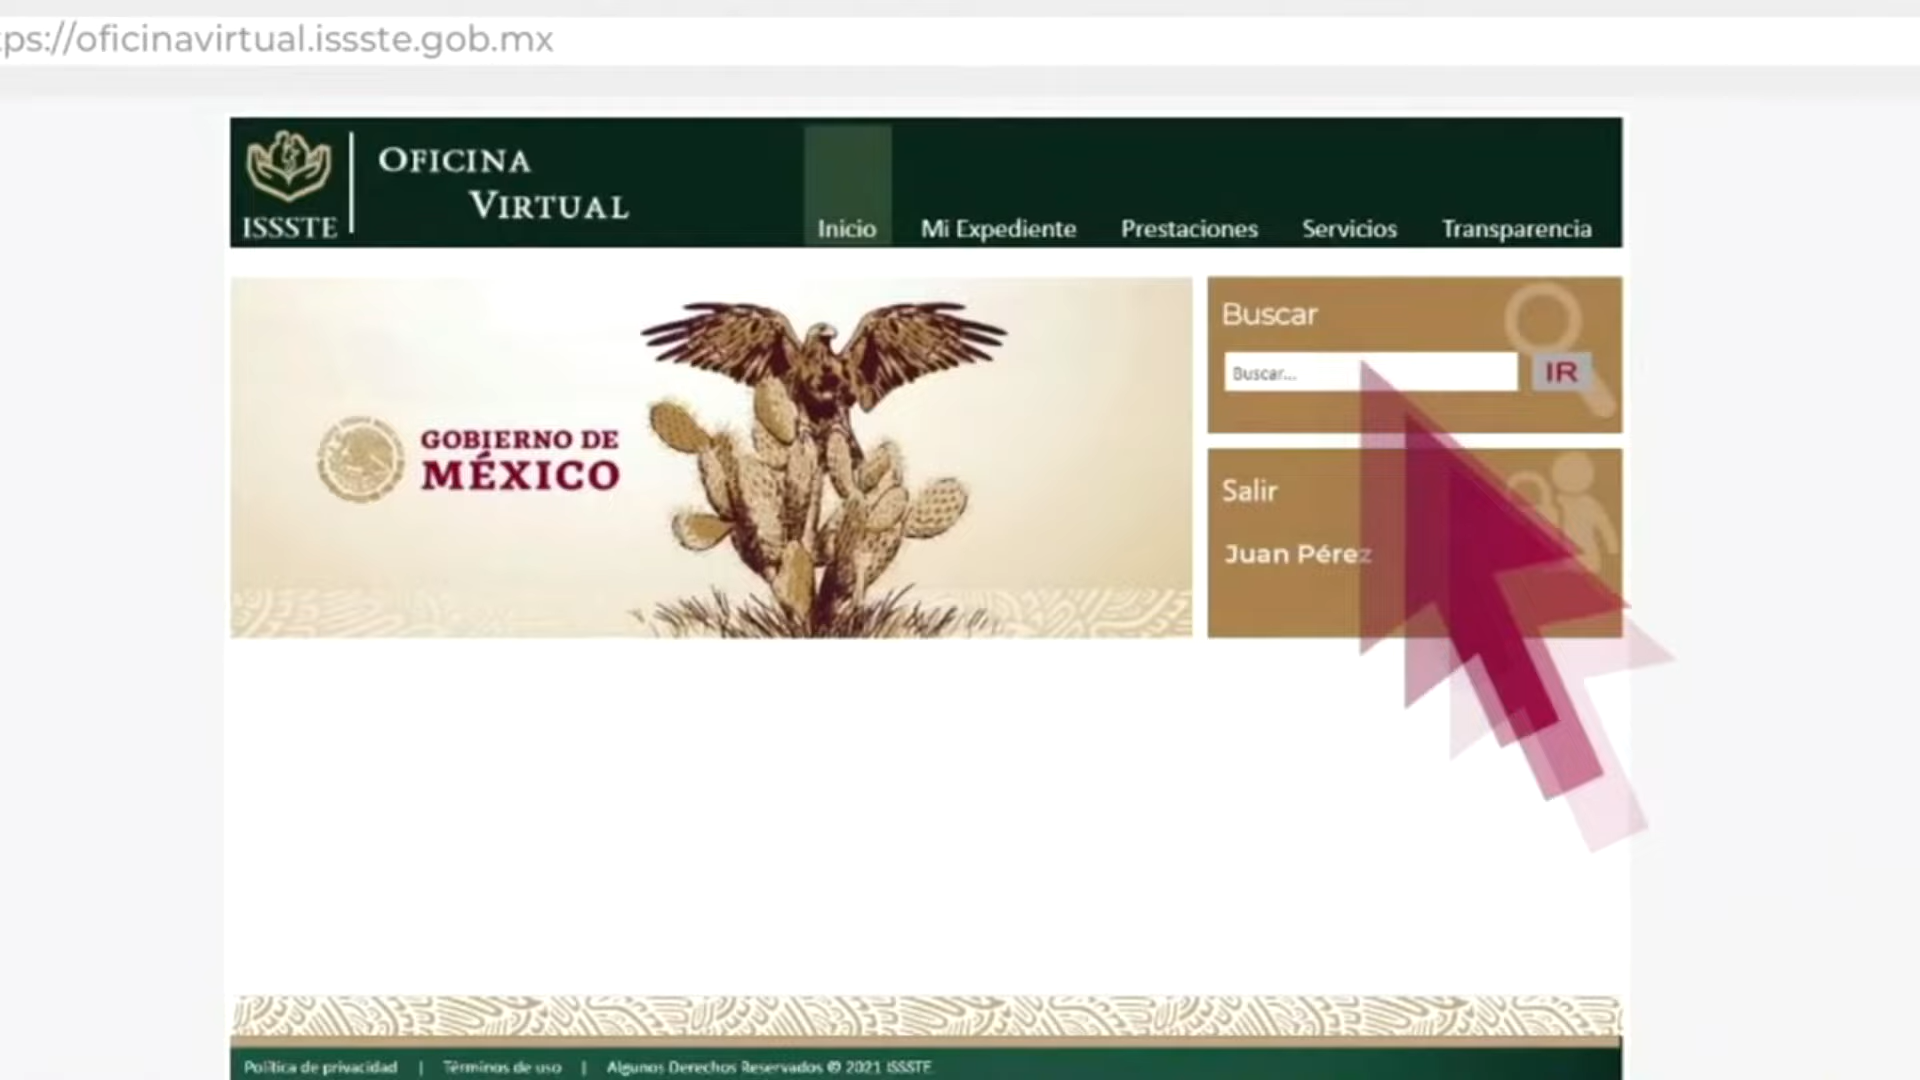 tps://oficinavirtual.issste.gob.mx
OFICINA
VIRTUAL
ISSSTE
Inicio Mi Expediente Prestaciones Servicios Transparencia
Buscar
Buscar...
IR
GOBIERNO DE
MÉXICO
Salir
Juan Pérez
Política de privacidad | Términos de uso | Algunos Derechos Reservados © 2021 ISSSTE